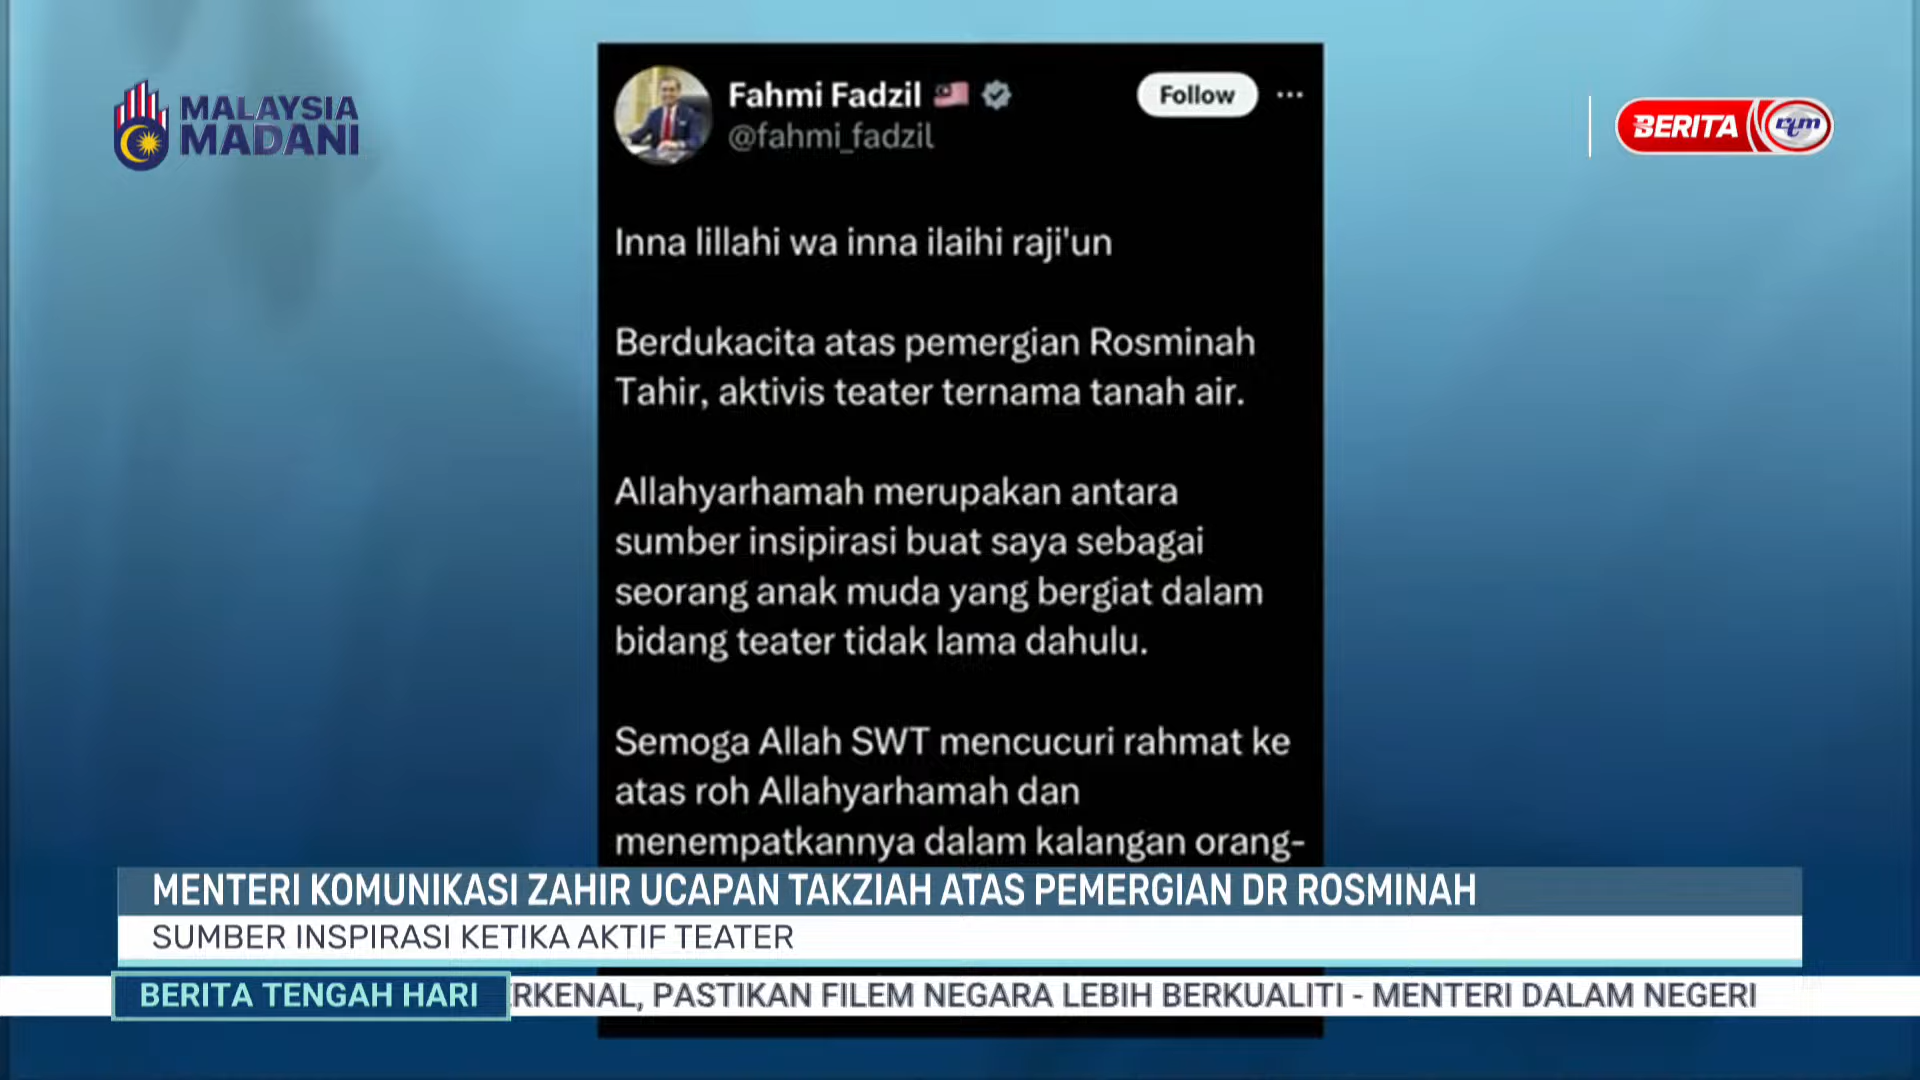 MALAYSIA
MADANI
BERITA rtm
Fahmi Fadzil
@fahmi_fadzil
Follow
Inna lillahi wa inna ilaihi raji'un
Berdukacita atas pemergian Rosminah
Tahir, aktivis teater ternama tanah air.
Allahyarhamah merupakan antara
sumber insipirasi buat saya sebagai
seorang anak muda yang bergiat dalam
bidang teater tidak lama dahulu.
Semoga Allah SWT mencucuri rahmat ke
atas roh Allahyarhamah dan
menempatkannya dalam kalangan orang-
MENTERI KOMUNIKASI ZAHIR UCAPAN TAKZIAH ATAS PEMERGIAN DR ROSMINAH
SUMBER INSPIRASI KETIKA AKTIF TEATER
BERITA TENGAH HARI
RKENAL, PASTIKAN FILEM NEGARA LEBIH BERKUALITI - MENTERI DALAM NEGERI